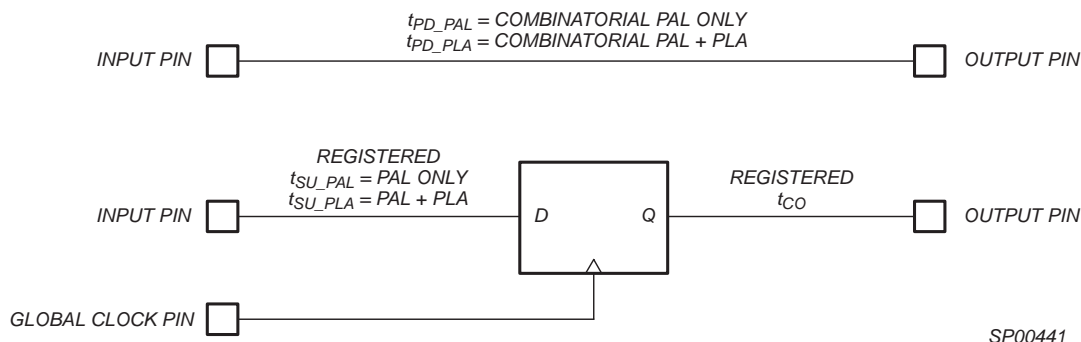 tPD_PAL = COMBINATORIAL PAL ONLY
tPD_PLA = COMBINATORIAL PAL + PLA
INPUT PIN
OUTPUT PIN
REGISTERED
tSU_PAL = PAL ONLY
tSU_PLA = PAL + PLA
REGISTERED
tCO
INPUT PIN
D
Q
OUTPUT PIN
GLOBAL CLOCK PIN
SP00441